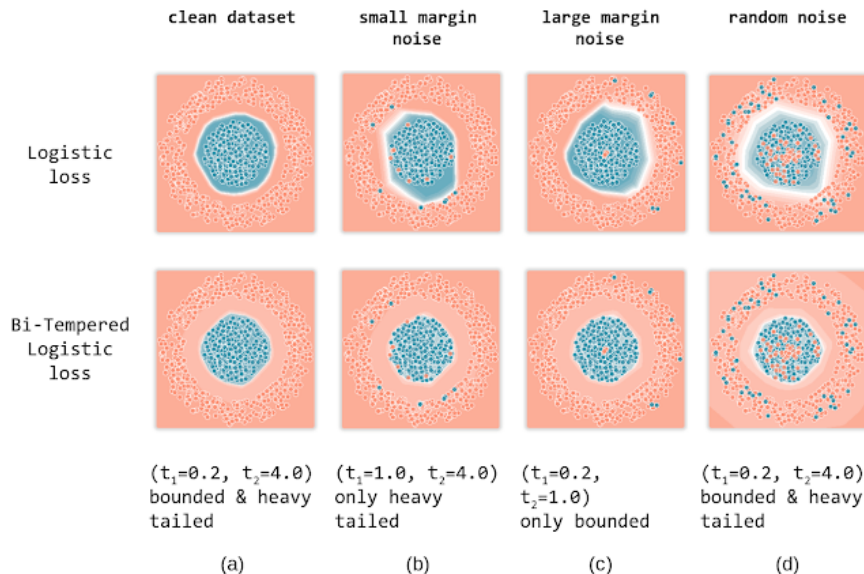 clean dataset
small margin
noise
large margin
noise
random noise
Logistic
loss
Bi-Tempered
Logistic
loss
(t₁=0.2, t₂=4.0)
bounded & heavy
tailed
(t₁=1.0, t₂=4.0)
only heavy
tailed
(t₁=0.2,
t₂=1.0)
only bounded
(t₁=0.2, t₂=4.0)
bounded & heavy
tailed
(a)
(b)
(c)
(d)